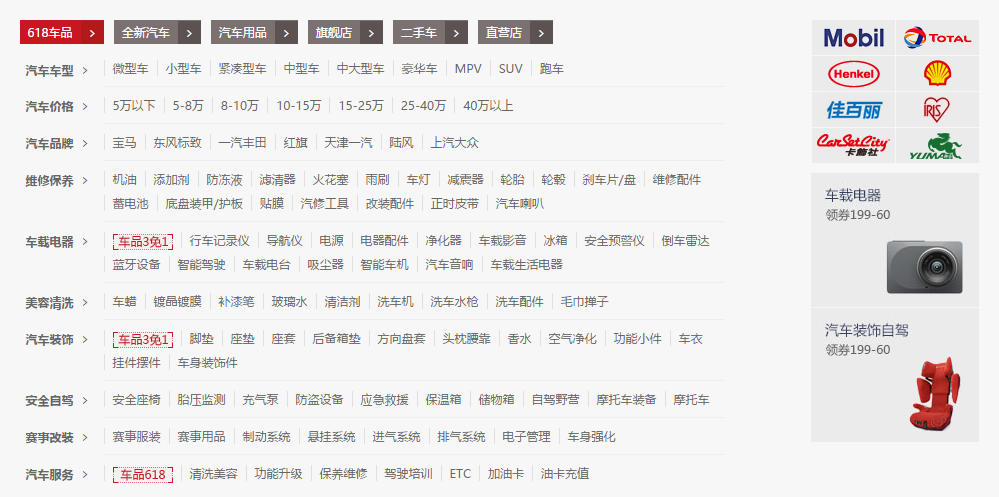 618车品 > 全新汽车 > 汽车用品 > 旗舰店 > 二手车 > 直营店 >
汽车车型 > 微型车 小型车 紧凑型车 中型车 中大型车 豪华车 MPV SUV 跑车
汽车价格 > 5万以下 5-8万 8-10万 10-15万 15-25万 25-40万 40万以上
汽车品牌 > 宝马 东风标致 一汽丰田 红旗 天津一汽 陆风 上汽大众
维修保养 > 机油 添加剂 防冻液 滤清器 火花塞 雨刷 车灯 减震器 轮胎 轮毂 刹车片/盘 维修配件
蓄电池 底盘装甲/护板 贴膜 汽修工具 改装配件 正时皮带 汽车喇叭
车载电器 > 车品3免1 行车记录仪 导航仪 电源 电器配件 净化器 车载影音 冰箱 安全预警仪 倒车雷达
蓝牙设备 智能驾驶 车载电台 吸尘器 智能车机 汽车音响 车载生活电器
美容清洗 > 车蜡 镀晶镀膜 补漆笔 玻璃水 清洁剂 洗车机 洗车水枪 洗车配件 毛巾掸子
汽车装饰 > 车品3免1 脚垫 座垫 座套 后备箱垫 方向盘套 头枕腰靠 香水 空气净化 功能小件 车衣
挂件摆件 车身装饰件
安全自驾 > 安全座椅 胎压监测 充气泵 防盗设备 应急救援 保温箱 储物箱 自驾野营 摩托车装备 摩托车
赛事改装 > 赛事服装 赛事用品 制动系统 悬挂系统 进气系统 排气系统 电子管理 车身强化
汽车服务 > 车品618 清洗美容 功能升级 保养维修 驾驶培训 ETC 加油卡 油卡充值
Mobil TOTAL
Henkel
佳百丽 IRIS
CarSetCity
卡饰社 YUMA
车载电器
领券199-60
汽车装饰自驾
领券199-60